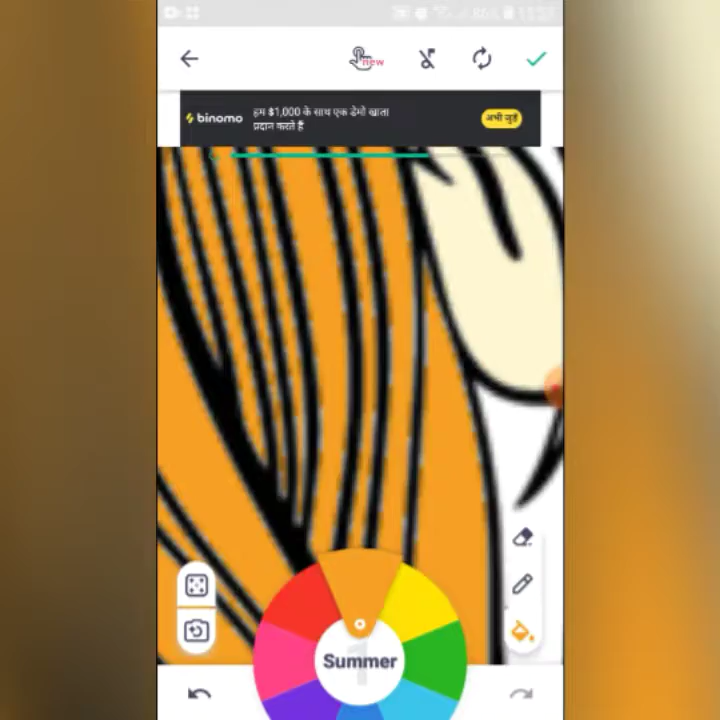 new
binomo
हम $1,000 के साथ एक डेमो खाता
प्रदान करते हैं
अभी जुड़ें
Summer